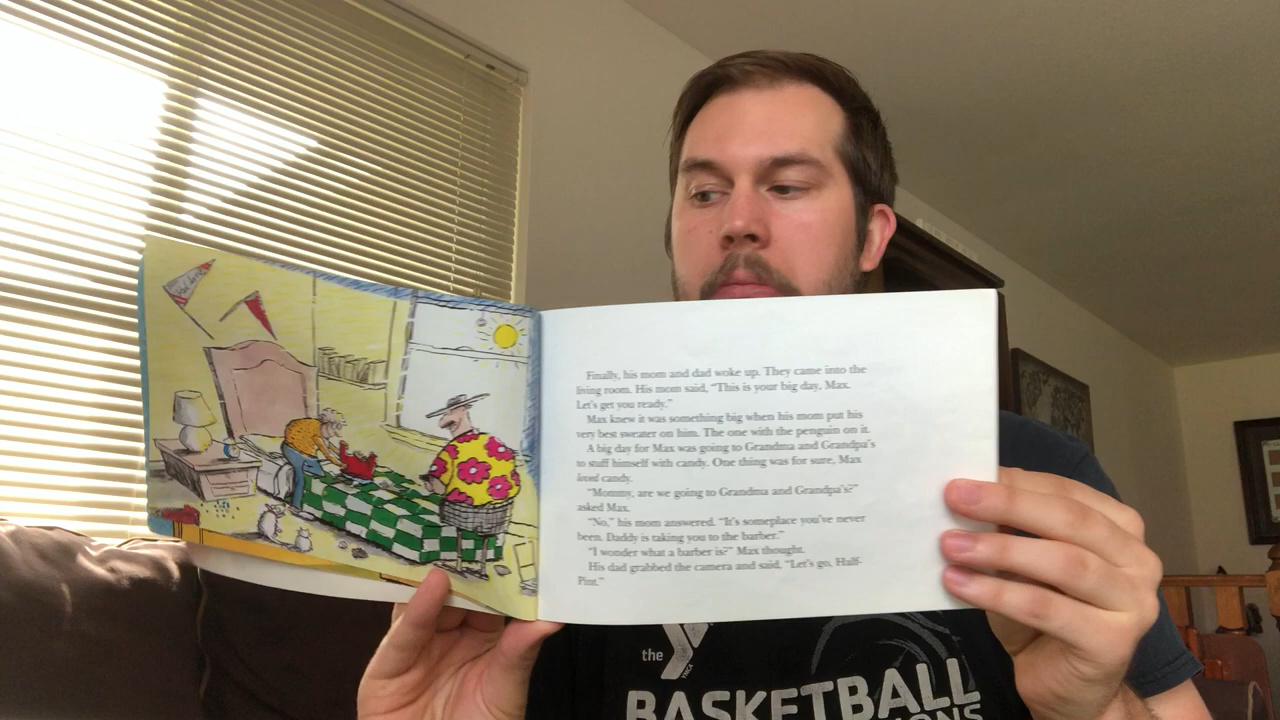 Finally, his mom and dad woke up. They came into the
living room. His mom said, "This is your big day, Max.
Let's get you ready."
Max knew it was something big when his mom put his
very best sweater on him. The one with the penguin on it.
A big day for Max was going to Grandma and Grandpa's
to stuff himself with candy. One thing was for sure, Max
loved candy.
"Mommy, are we going to Grandma and Grandpa's?"
asked Max.
"No," his mom answered. "It's someplace you've never
been. Daddy is taking you to the barber."
"I wonder what a barber is?" Max thought.
His dad grabbed the camera and said, "Let's go, Half-
Pint."
the Y
YMCA
BASKETBALL